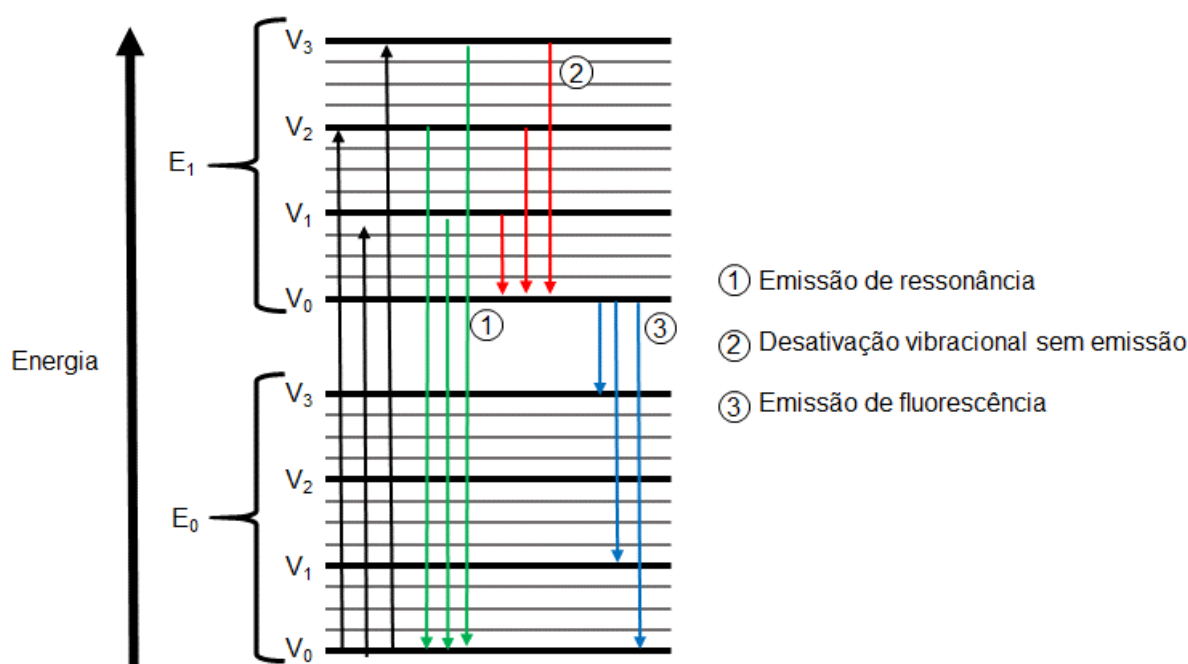 V₃
②
V₂
E₁
V₁
① Emissão de ressonância
V₀
①
③
Energia
② Desativação vibracional sem emissão
V₃
③ Emissão de fluorescência
V₂
E₀
V₁
V₀